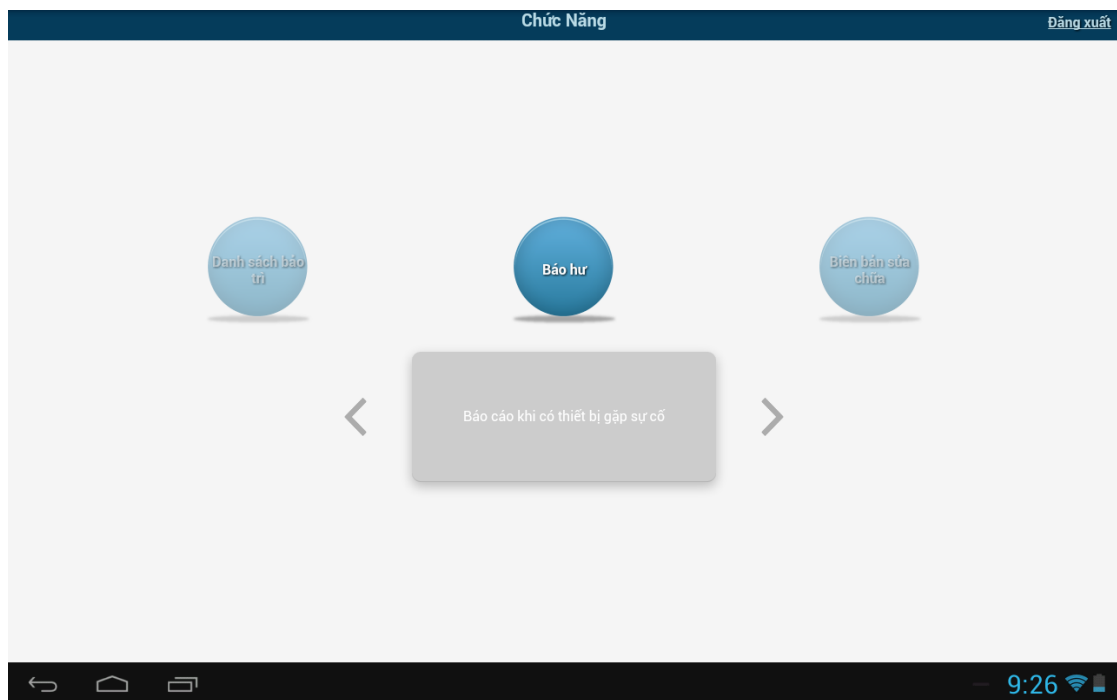 Chức Năng
Đăng xuất
Danh sách bảo
trì
Báo hư
Biên bản sửa
chữa
Báo cáo khi có thiết bị gặp sự cố
9:26